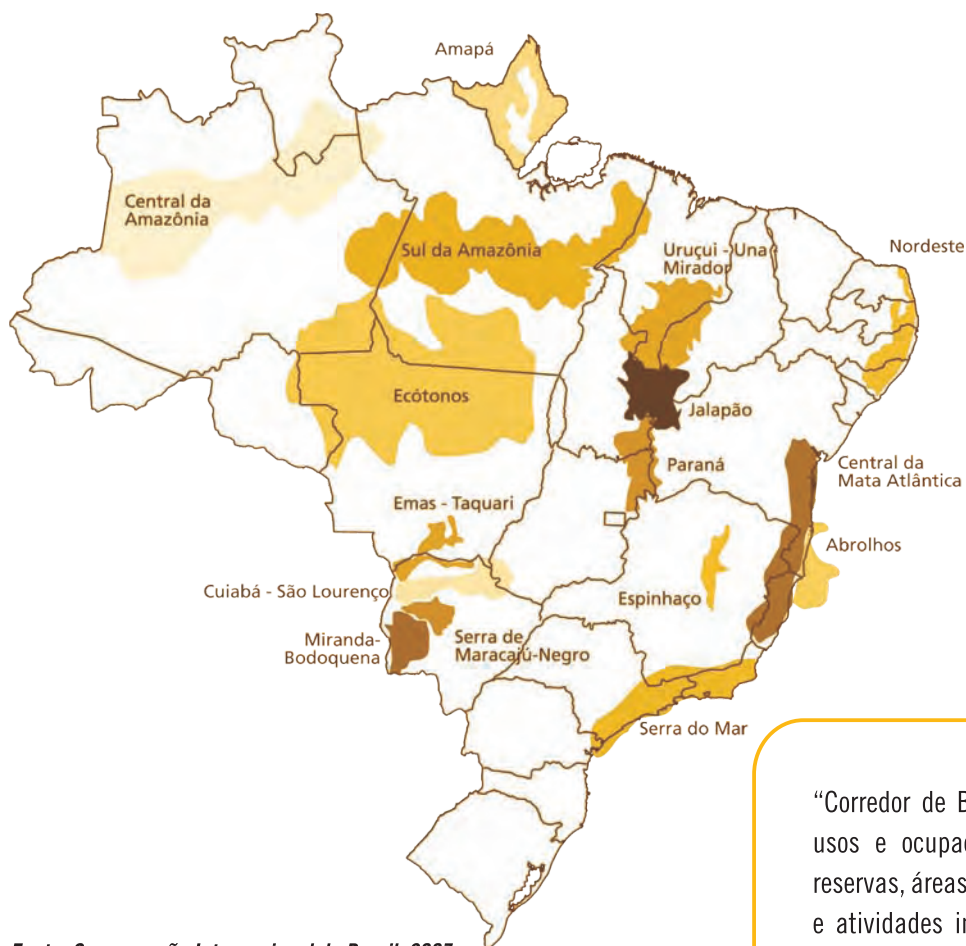 Amapá
Central da
Amazônia
Sul da Amazônia
Uruçui - Una
Mirador
Nordeste
Ecótonos
Jalapão
Paraná
Central da
Mata Atlântica
Emas - Taquari
Abrolhos
Cuiabá - São Lourenço
Espinhaço
Miranda-
Bodoquena
Serra de
Maracajú-Negro
Serra do Mar
“Corredor de
usos e
reservas, áreas
e atividades